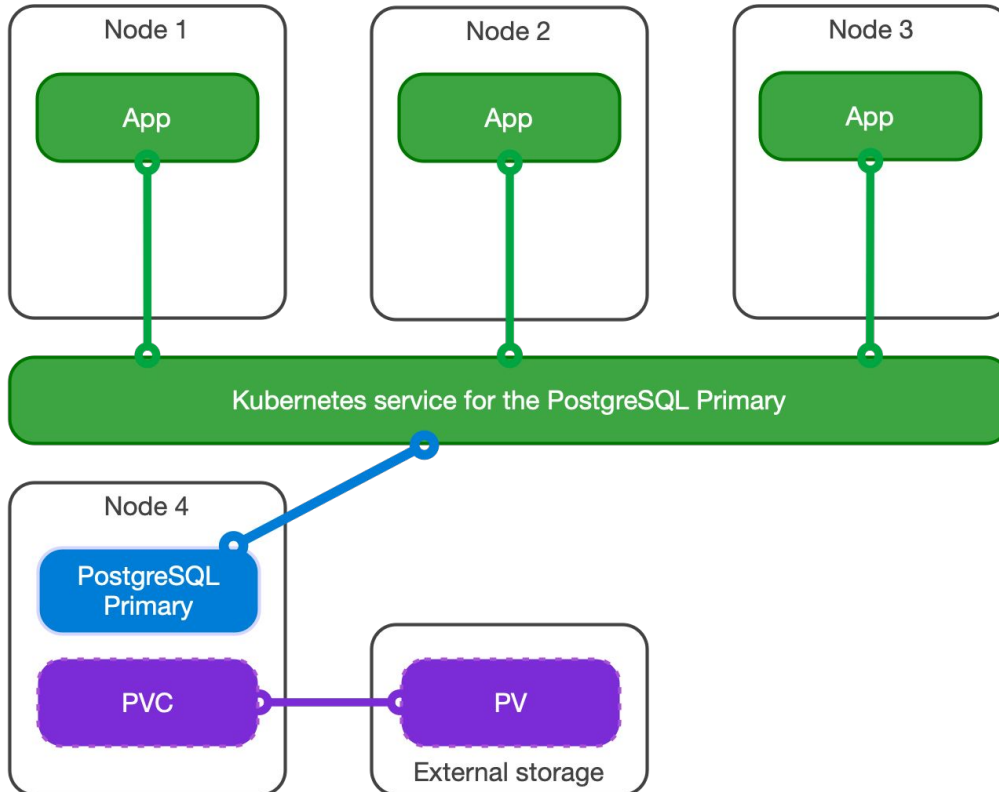 Node 1
Node 2
Node 3
App
App
App
Kubernetes service for the PostgreSQL Primary
Node 4
PostgreSQL
Primary
PVC
PV
External storage